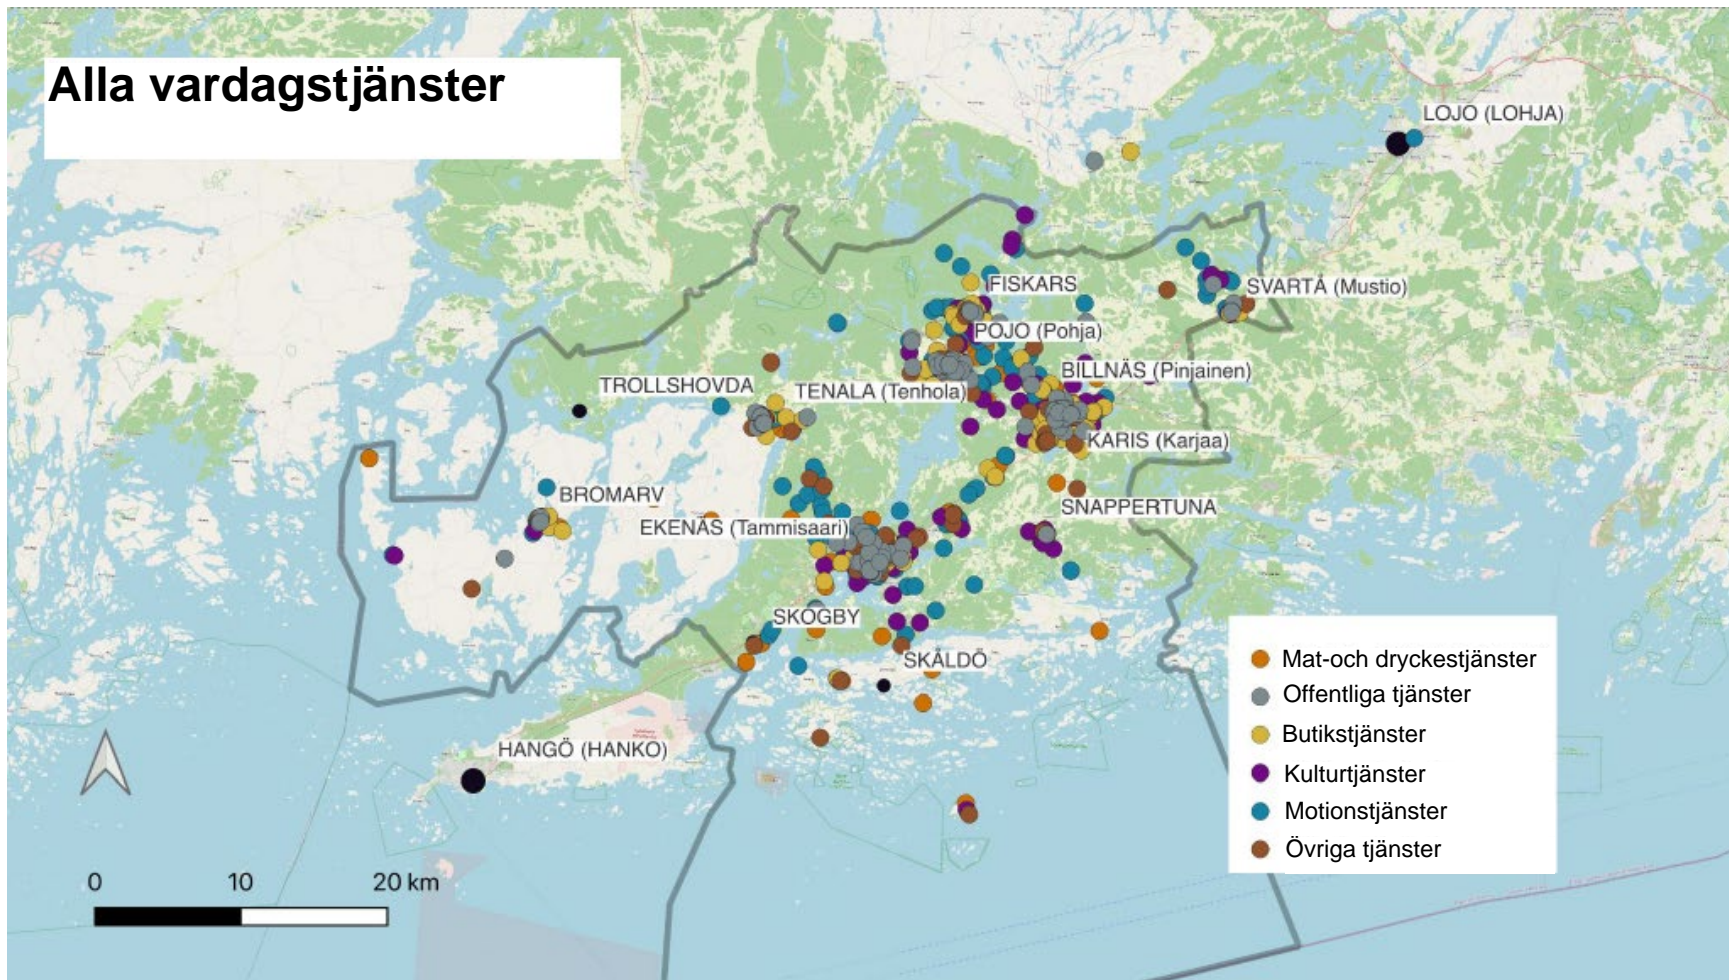 Alla vardagstjänster
LOJO (LOHJA)
FISKARS
SVARTÅ (Mustio)
POJO (Pohja)
BILLNÄS (Pinjainen)
TROLLSHOVDA
TENALA (Tenhola)
KARIS (Karjaa)
BROMARV
SNAPPERTUNA
EKENÄS (Tammisaari)
SKOGBY
SKÅLDÖ
HANGÖ (HANKO)
Mat-och dryckestjänster
Offentliga tjänster
Butikstjänster
Kulturtjänster
Motionstjänster
Övriga tjänster
0 10 20 km